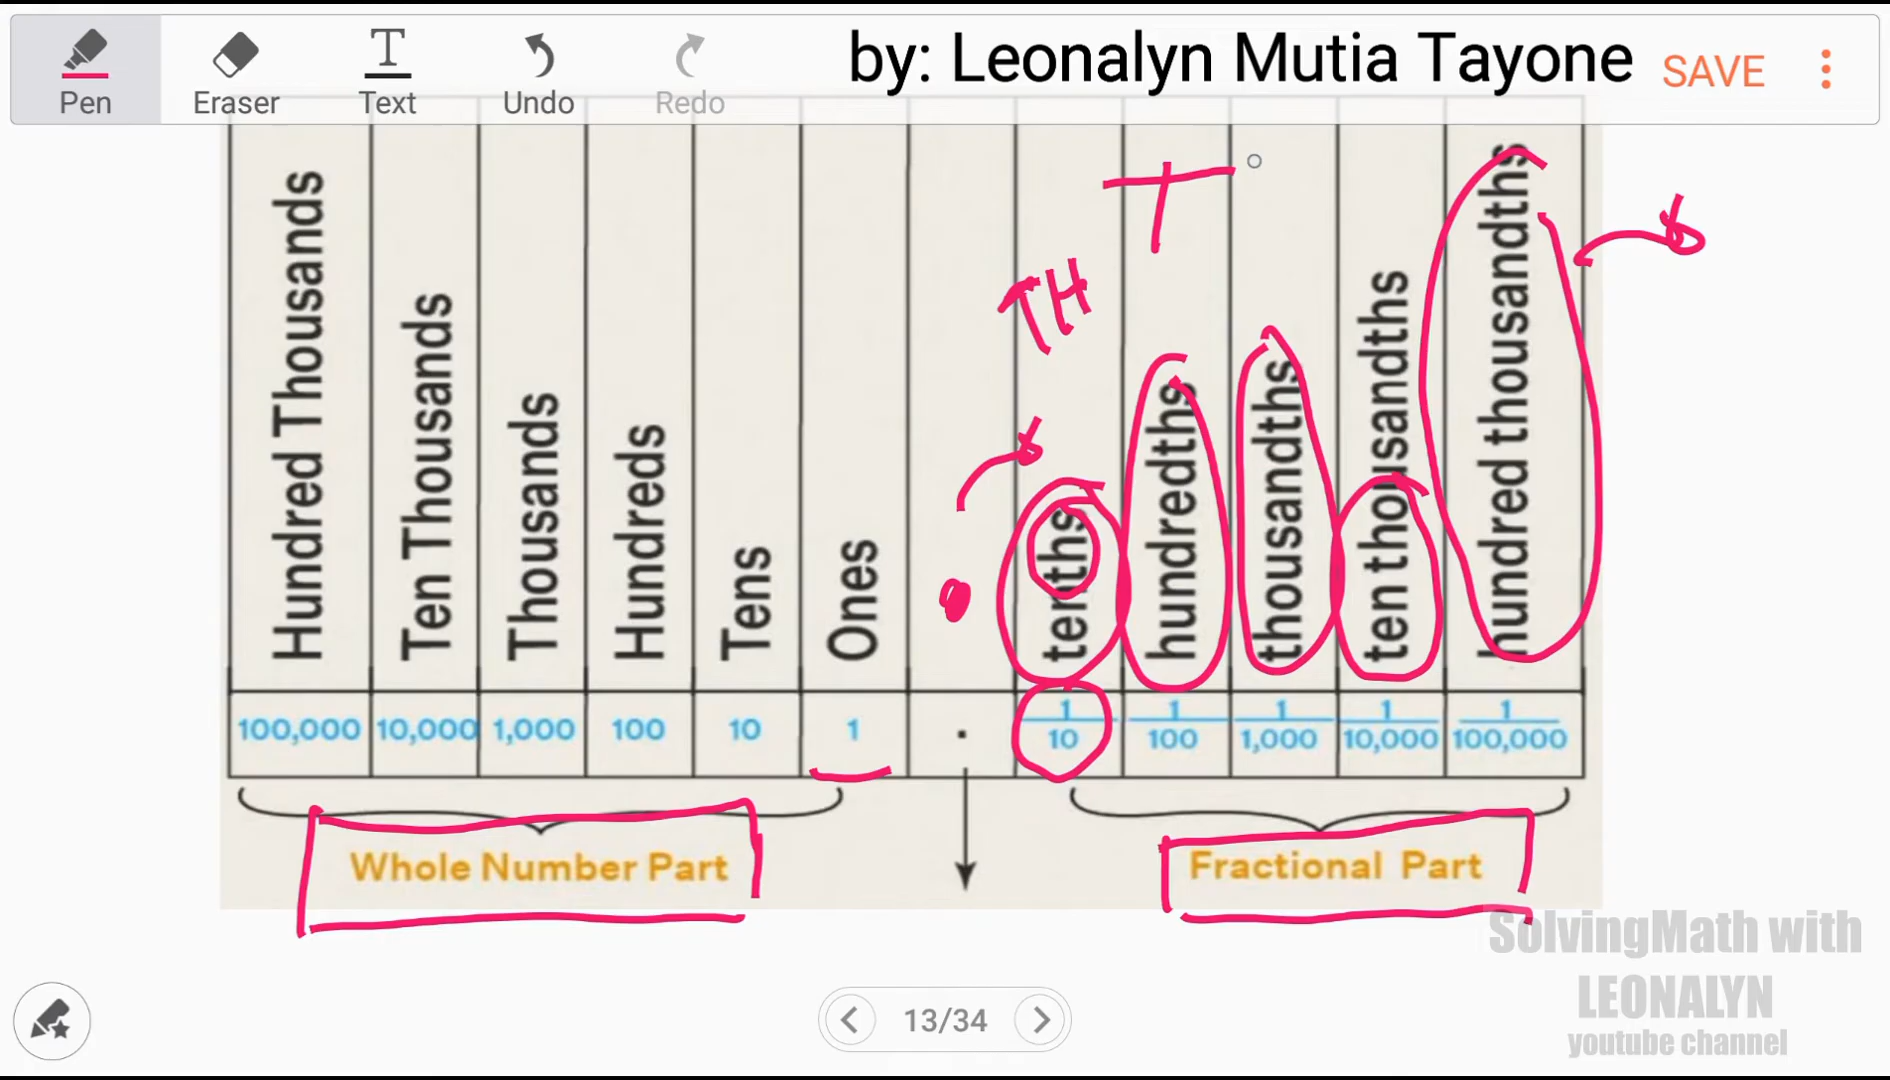 by: Leonalyn Mutia Tayone
SAVE
Pen
Eraser
Text
Undo
Redo
Hundred Thousands
Ten Thousands
Thousands
Hundreds
Tens
Ones
tenths
hundredths
thousandths
ten thousandths
hundred thousandths
T
TH
100,000 10,000 1,000 100 10 1 . 1/10 1/100 1/1,000 1/10,000 1/100,000
Whole Number Part
Fractional Part
SolvingMath with
LEONALYN
youtube channel
13/34